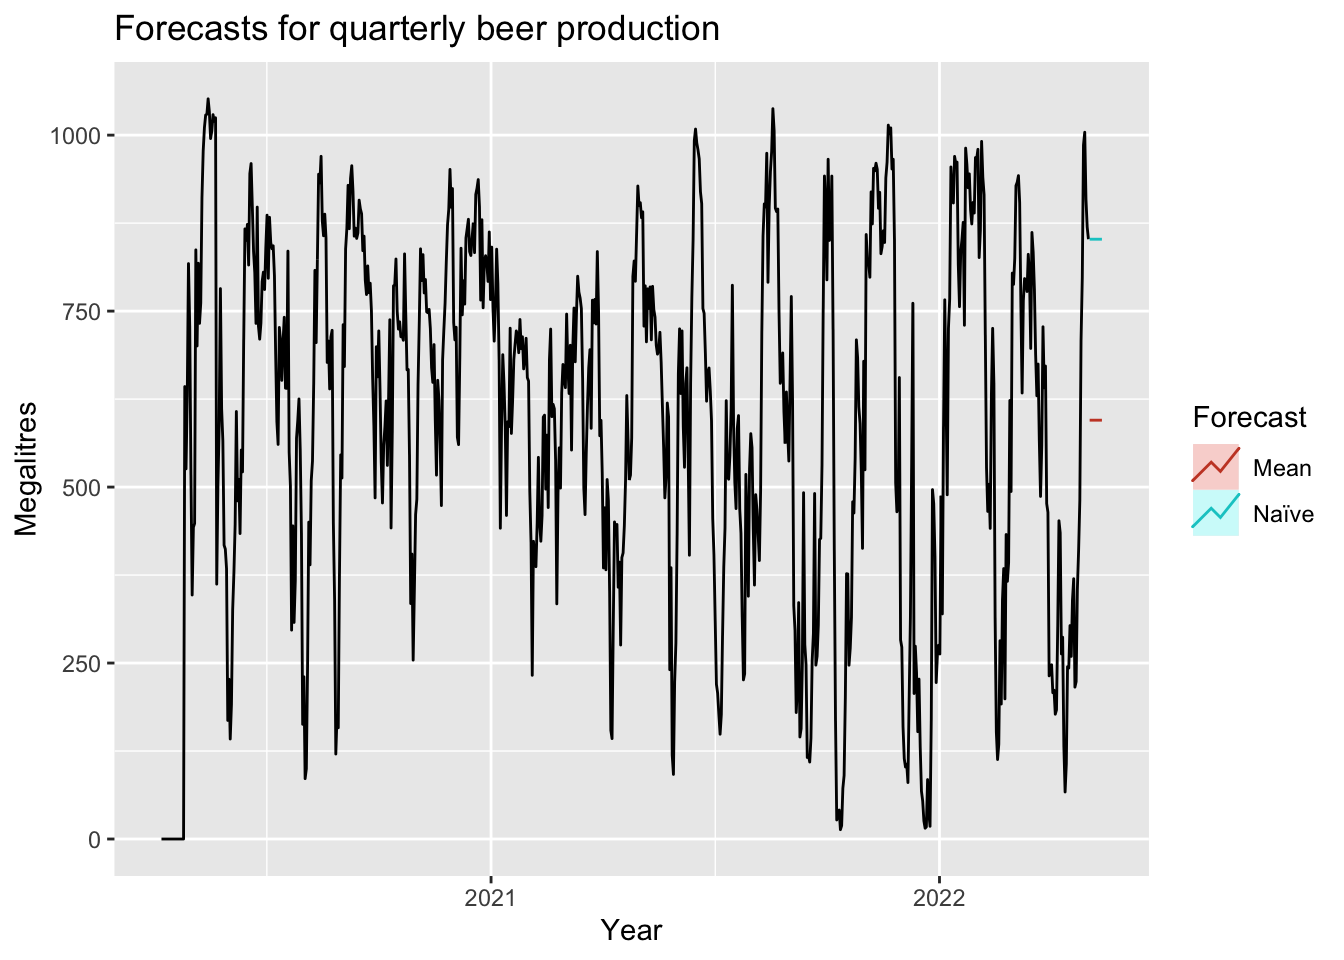 Forecasts for quarterly beer production
Megalitres
1000
750
500
250
0
2021
2022
Year
Forecast
Mean
Naïve